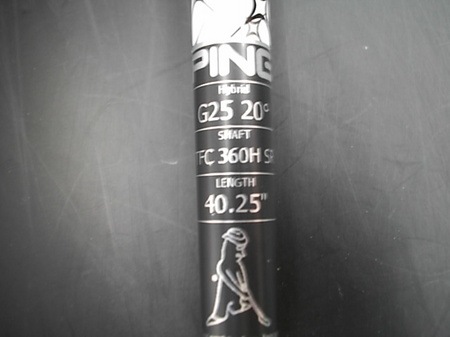 PING
Hybrid
G25 20°
SHAFT
TFC 360H SR
LENGTH
40.25"